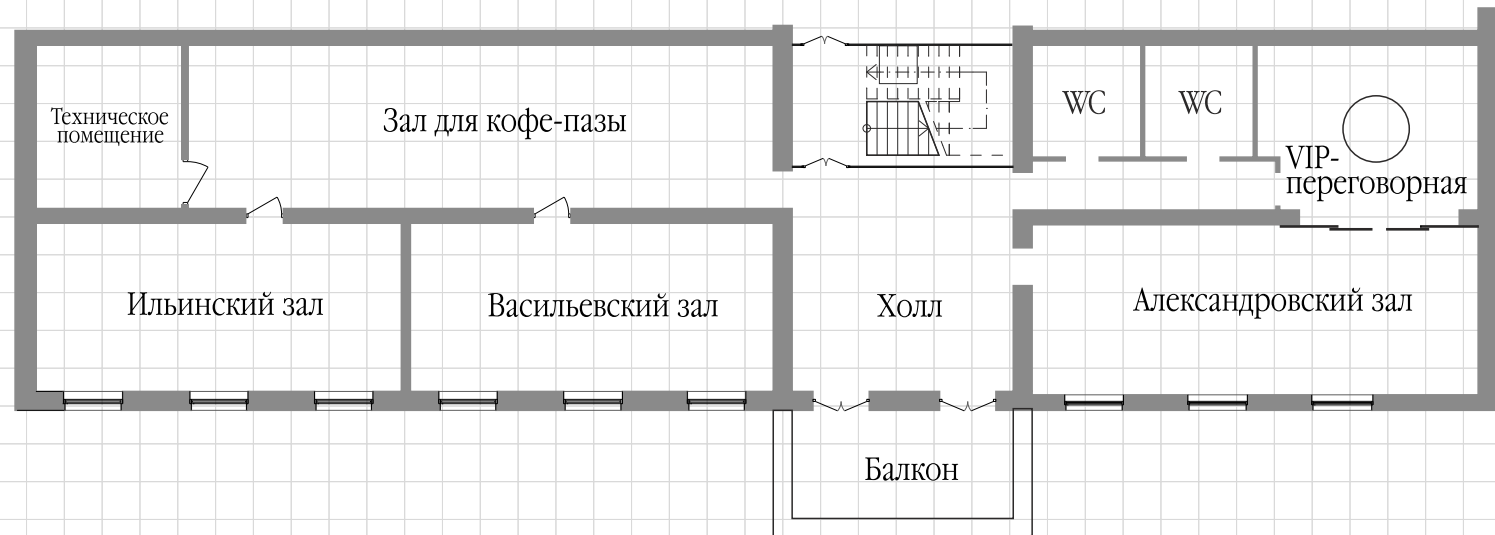 Техническое
помещение
Зал для кофе-пазы
WC
WC
VIP-
переговорная
Ильинский зал
Васильевский зал
Холл
Александровский зал
Балкон